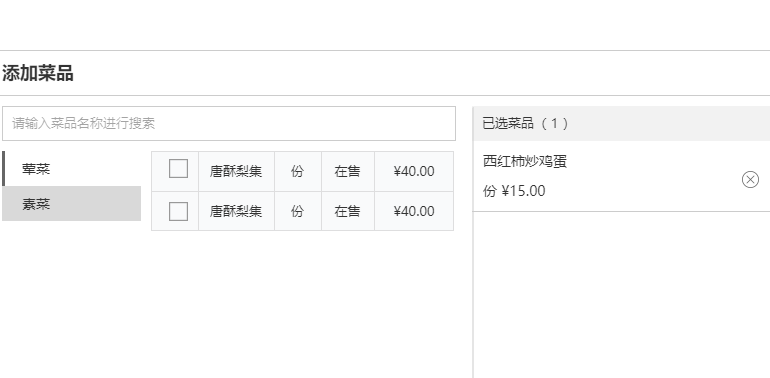 添加菜品
请输入菜品名称进行搜索
荤菜
素菜
唐酥梨集 份 在售 ¥40.00
唐酥梨集 份 在售 ¥40.00
已选菜品（1）
西红柿炒鸡蛋
份 ¥15.00